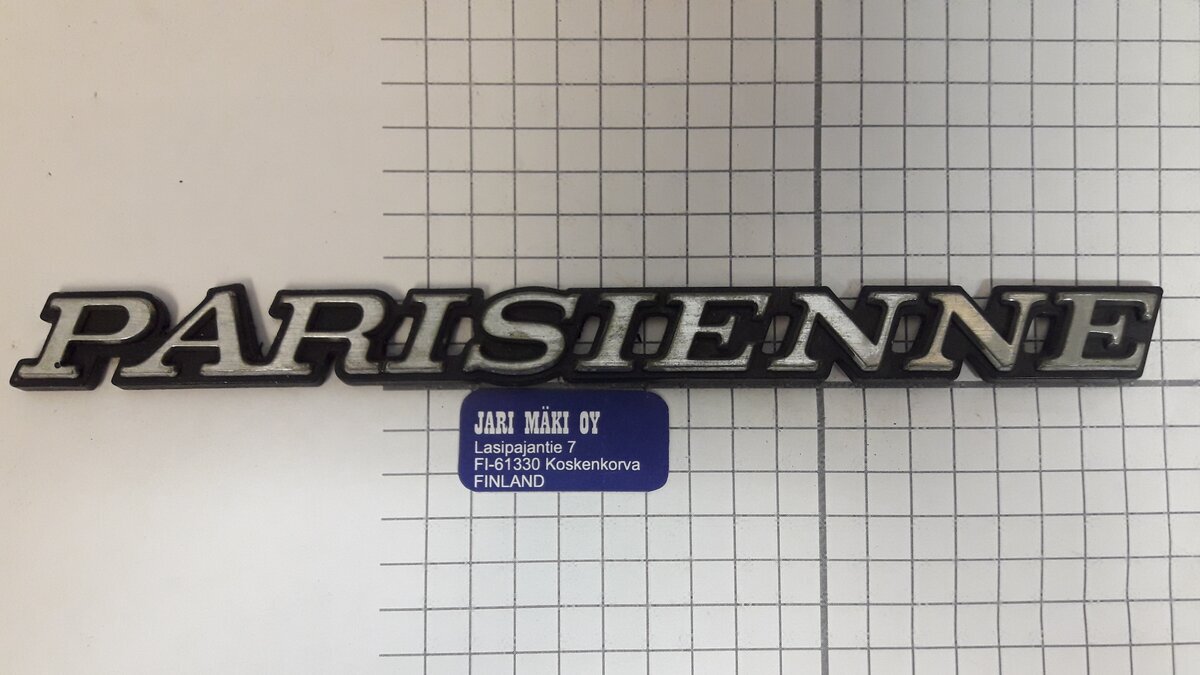 PARISIENNE
JARI MÄKI OY
Lasipajantie 7
FI-61330 Koskenkorva
FINLAND